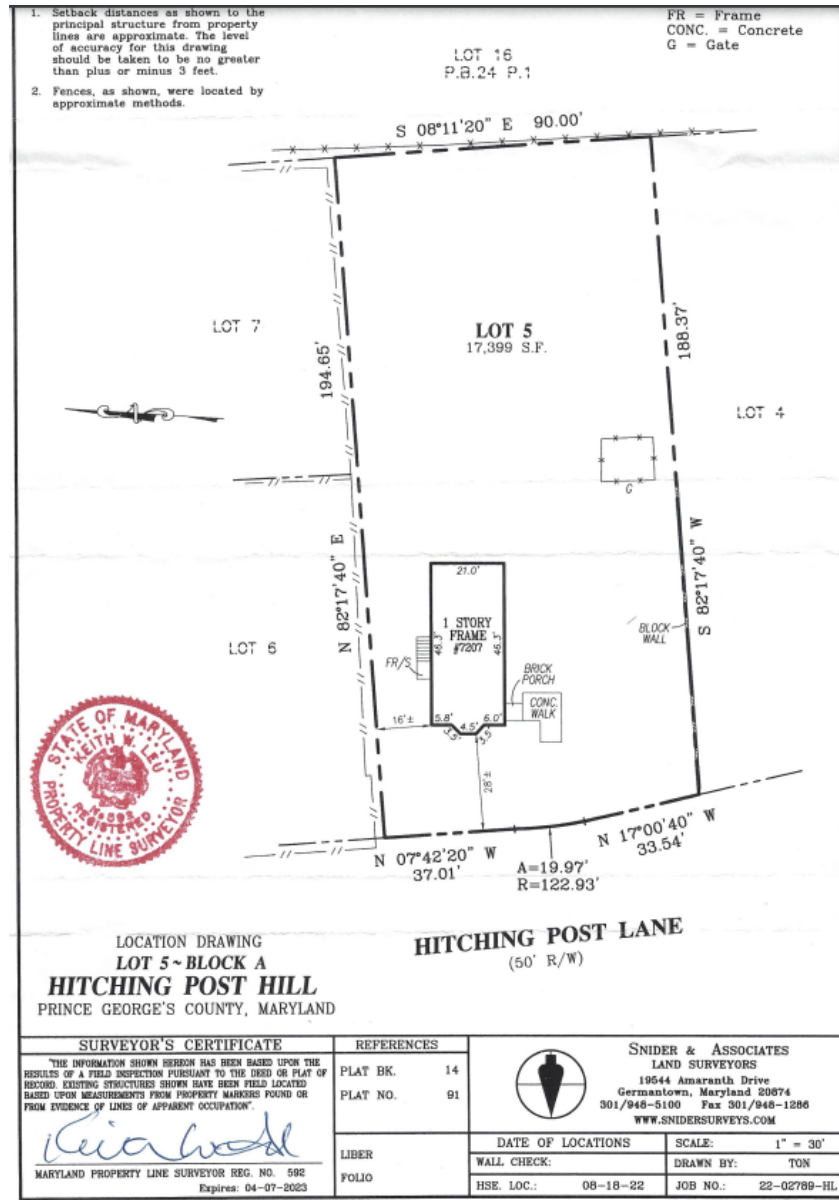 1. Setback distances as shown to the
principal structure from property
lines are approximate. The level
of accuracy for this drawing
should be taken to be no greater
than plus or minus 3 feet.
2. Fences, as shown, were located by
approximate methods.
FR = Frame
CONC. = Concrete
G = Gate
LOT 16
P.B.24 P.1
S 08°11'20" E 90.00'
LOT 7
194.65'
LOT 5
17,399 S.F.
188.37'
LOT 4
G
N 82°17'40" E
S 82°17'40" W
21.0'
1 STORY
FRAME
#7207
46.3'
46.3'
BLOCK
WALL
LOT 6
FR/S
BRICK
PORCH
CONC.
WALK
16'±
5.8'
4.5'
6.0'
3.5'
3.5'
28'±
STATE OF MARYLAND
KEITH W. LEU
REGISTERED
PROPERTY LINE SURVEYOR
N 07°42'20" W
37.01'
A=19.97'
R=122.93'
N 17°00'40" W
33.54'
HITCHING POST LANE
(50' R/W)
LOCATION DRAWING
LOT 5~BLOCK A
HITCHING POST HILL
PRINCE GEORGE'S COUNTY, MARYLAND
SURVEYOR'S CERTIFICATE
"THE INFORMATION SHOWN HEREON HAS BEEN BASED UPON THE
RESULTS OF A FIELD INSPECTION PURSUANT TO THE DEED OR PLAT OF
RECORD. EXISTING STRUCTURES SHOWN HAVE BEEN FIELD LOCATED
BASED UPON MEASUREMENTS FROM PROPERTY MARKERS FOUND OR
FROM EVIDENCE OF LINES OF APPARENT OCCUPATION".
MARYLAND PROPERTY LINE SURVEYOR REG. NO. 592
Expires: 04-07-2023
REFERENCES
PLAT BK. 14
PLAT NO. 91
LIBER
FOLIO
SNIDER & ASSOCIATES
LAND SURVEYORS
19544 Amaranth Drive
Germantown, Maryland 20874
301/948-5100 Fax 301/948-1286
WWW.SNIDERSURVEYS.COM
DATE OF LOCATIONS
WALL CHECK:
HSE. LOC.: 08-18-22
SCALE: 1" = 30'
DRAWN BY: TON
JOB NO.: 22-02789-HL